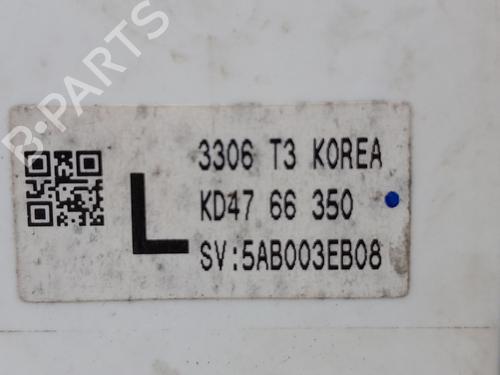 B-PARTS
3306 T3 KOREA
L
KD47 66 350
SV:5AB003EB08